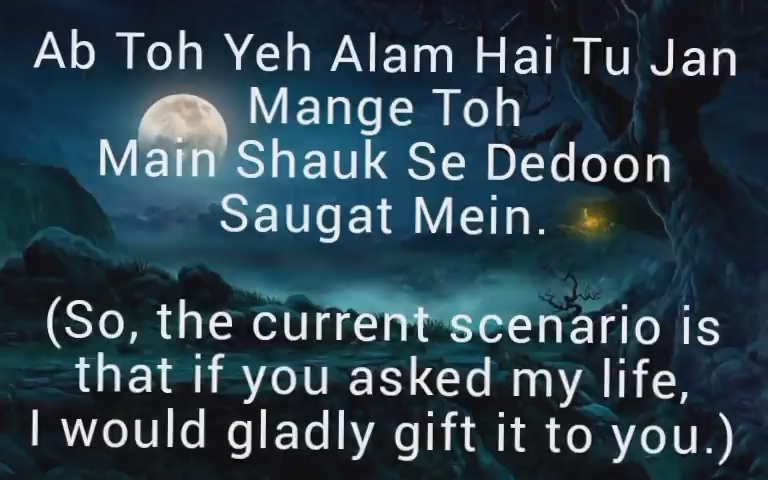 Ab Toh Yeh Alam Hai Tu Jan
Mange Toh
Main Shauk Se Dedoon
Saugat Mein.
(So, the current scenario is
that if you asked my life,
I would gladly gift it to you.)